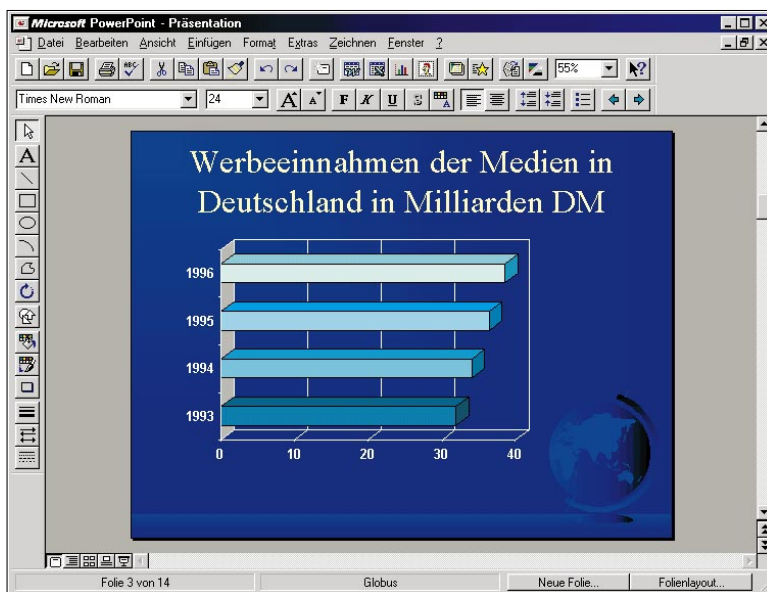 Microsoft PowerPoint - Präsentation
Datei Bearbeiten Ansicht Einfügen Format Extras Zeichnen Fenster ?
ABC
55%
Times New Roman 24 A A F K U S A
A
Werbeeinnahmen der Medien in
Deutschland in Milliarden DM
1996
1995
1994
1993
0 10 20 30 40
Folie 3 von 14 Globus Neue Folie... Folienlayout...